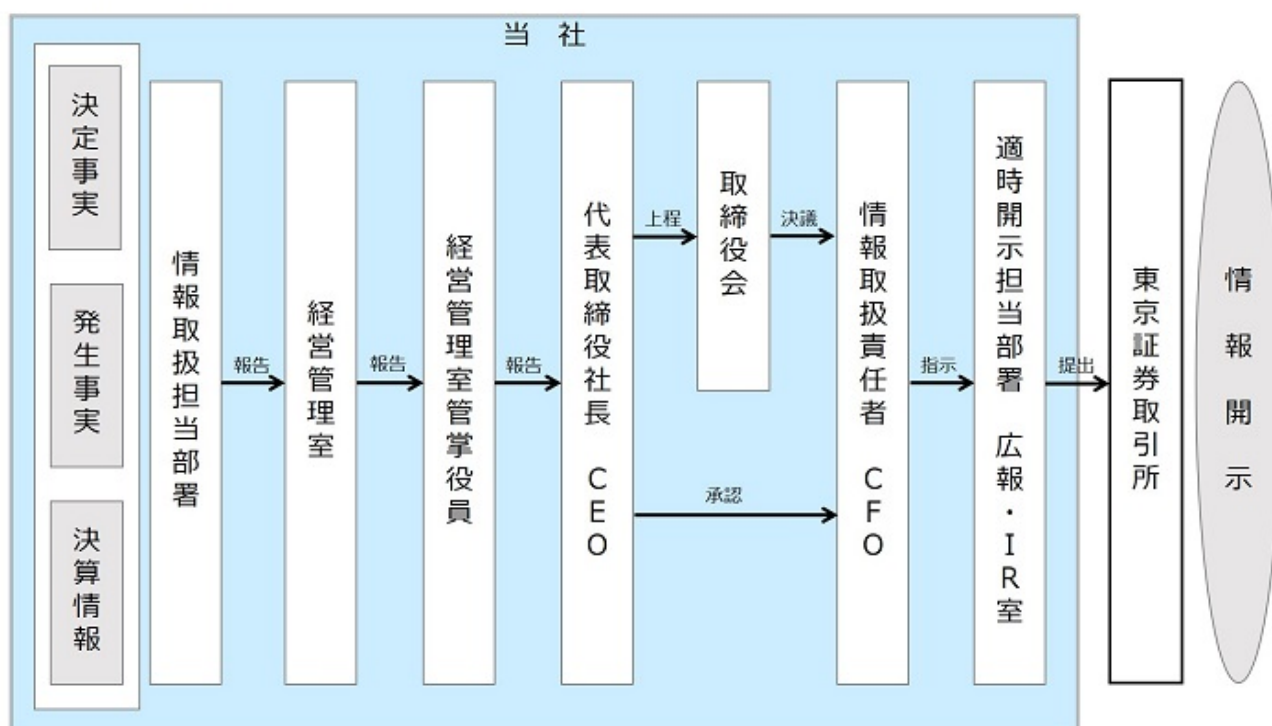 当 社
決定事実
発生事実
決算情報
情報取扱担当部署
報告
経営管理室
報告
経営管理室管掌役員
報告
代表取締役社長 CEO
上程
取締役会
決議
承認
情報取扱責任者 CFO
指示
適時開示担当部署 広報・IR室
提出
東京証券取引所
情報開示